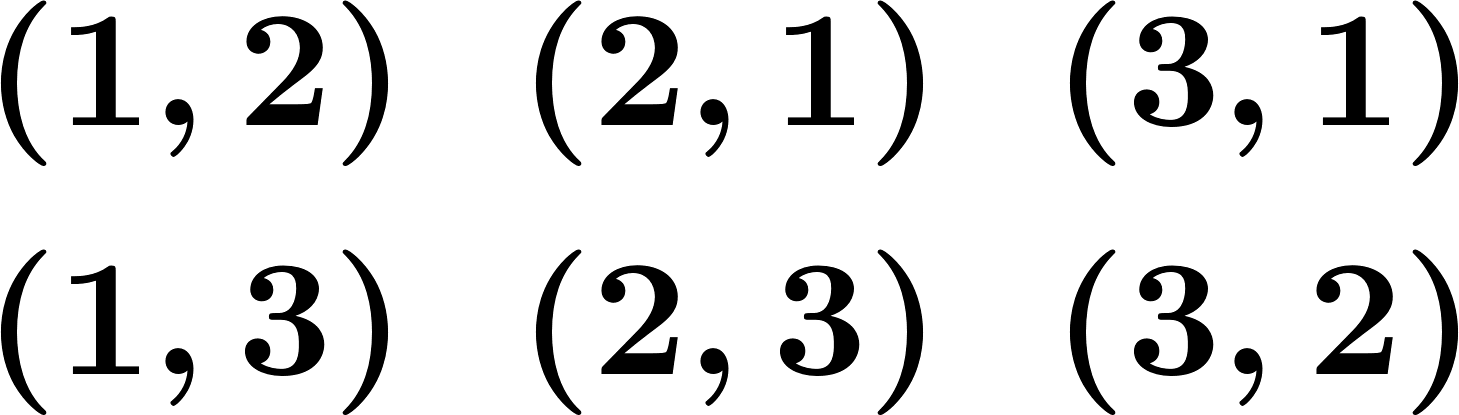 (1, 2) (2, 1) (3, 1)
(1, 3) (2, 3) (3, 2)